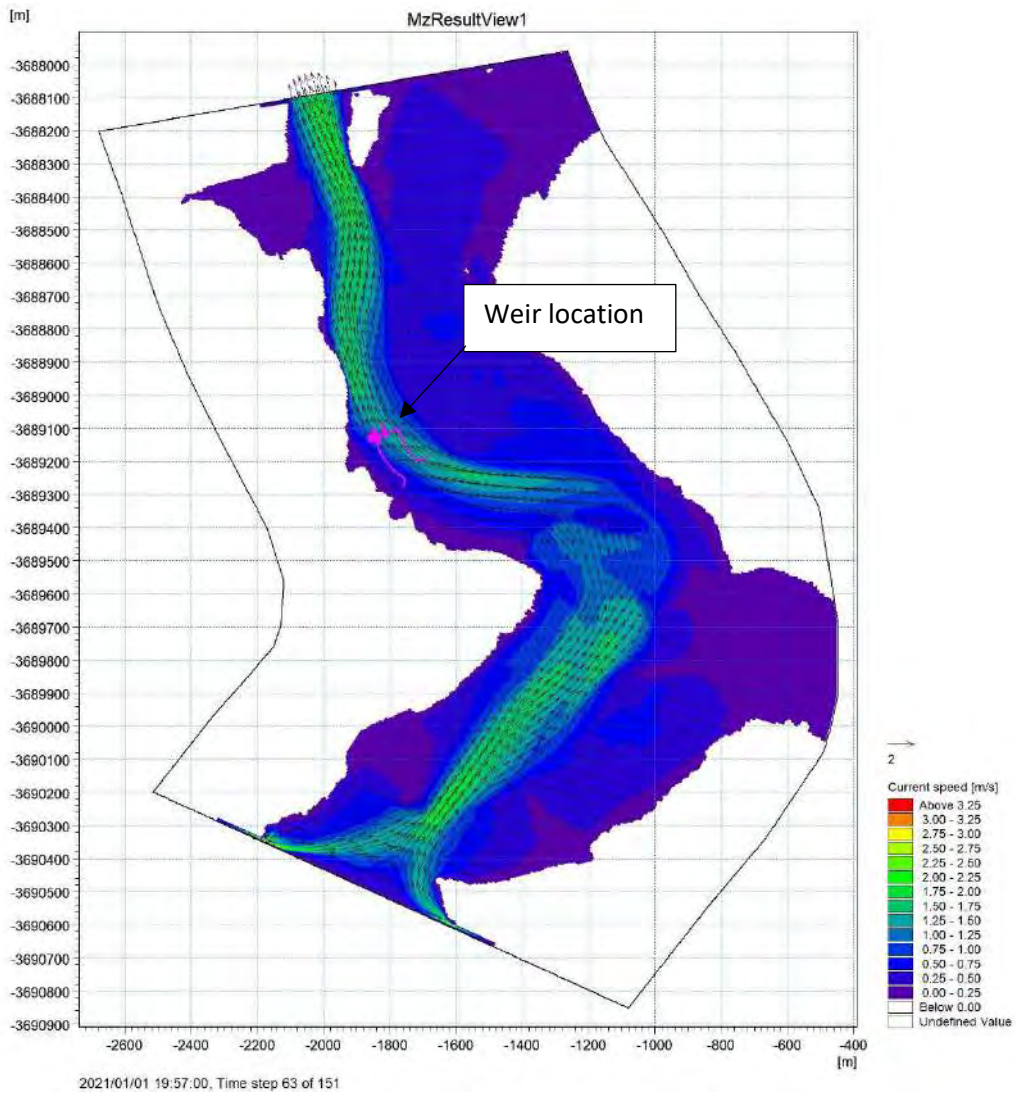 [m]
MzResultView1
-3688000
-3688100
-3688200
-3688300
-3688400
-3688500
-3688600
-3688700
-3688800
-3688900
-3689000
-3689100
-3689200
-3689300
-3689400
-3689500
-3689600
-3689700
-3689800
-3689900
-3690000
-3690100
-3690200
-3690300
-3690400
-3690500
-3690600
-3690700
-3690800
-3690900
Weir location
2
Current speed [m/s]
Above 3.25
3.00 - 3.25
2.75 - 3.00
2.50 - 2.75
2.25 - 2.50
2.00 - 2.25
1.75 - 2.00
1.50 - 1.75
1.25 - 1.50
1.00 - 1.25
0.75 - 1.00
0.50 - 0.75
0.25 - 0.50
0.00 - 0.25
Below 0.00
Undefined Value
-2600 -2400 -2200 -2000 -1800 -1600 -1400 -1200 -1000 -800 -600 -400
[m]
2021/01/01 19:57:00, Time step 63 of 151